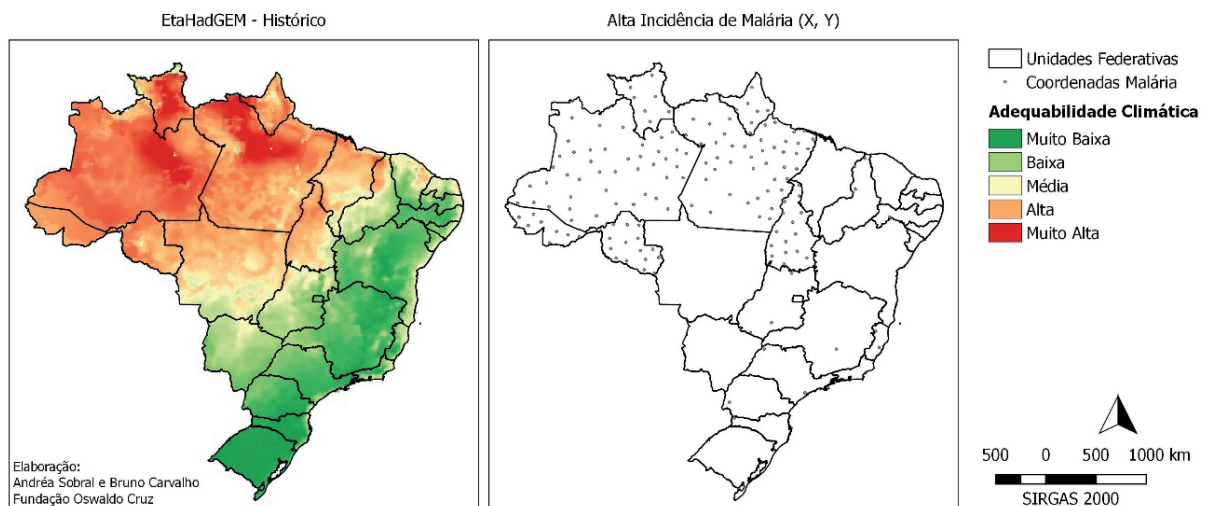 EtaHadGEM - Histórico
Alta Incidência de Malária (X, Y)
Unidades Federativas
Coordenadas Malária
Adequabilidade Climática
Muito Baixa
Baixa
Média
Alta
Muito Alta
Elaboração:
Andréa Sobral e Bruno Carvalho
Fundação Oswaldo Cruz
500 0 500 1000 km
SIRGAS 2000